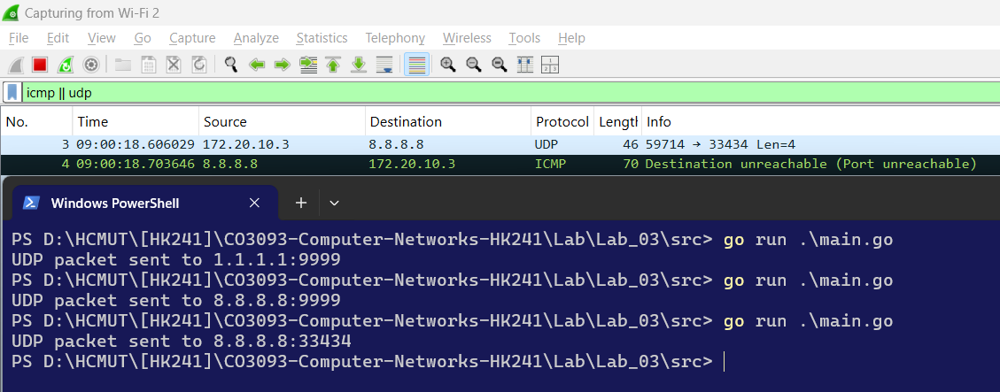 Capturing from Wi-Fi 2
File Edit View Go Capture Analyze Statistics Telephony Wireless Tools Help
icmp || udp
No. Time Source Destination Protocol Length Info
3 09:00:18.606029 172.20.10.3 8.8.8.8 UDP 46 59714 → 33434 Len=4
4 09:00:18.703646 8.8.8.8 172.20.10.3 ICMP 70 Destination unreachable (Port unreachable)
Windows PowerShell
PS D:\HCMUT\[HK241]\CO3093-Computer-Networks-HK241\Lab\Lab_03\src> go run .\main.go
UDP packet sent to 1.1.1.1:9999
PS D:\HCMUT\[HK241]\CO3093-Computer-Networks-HK241\Lab\Lab_03\src> go run .\main.go
UDP packet sent to 8.8.8.8:9999
PS D:\HCMUT\[HK241]\CO3093-Computer-Networks-HK241\Lab\Lab_03\src> go run .\main.go
UDP packet sent to 8.8.8.8:33434
PS D:\HCMUT\[HK241]\CO3093-Computer-Networks-HK241\Lab\Lab_03\src>